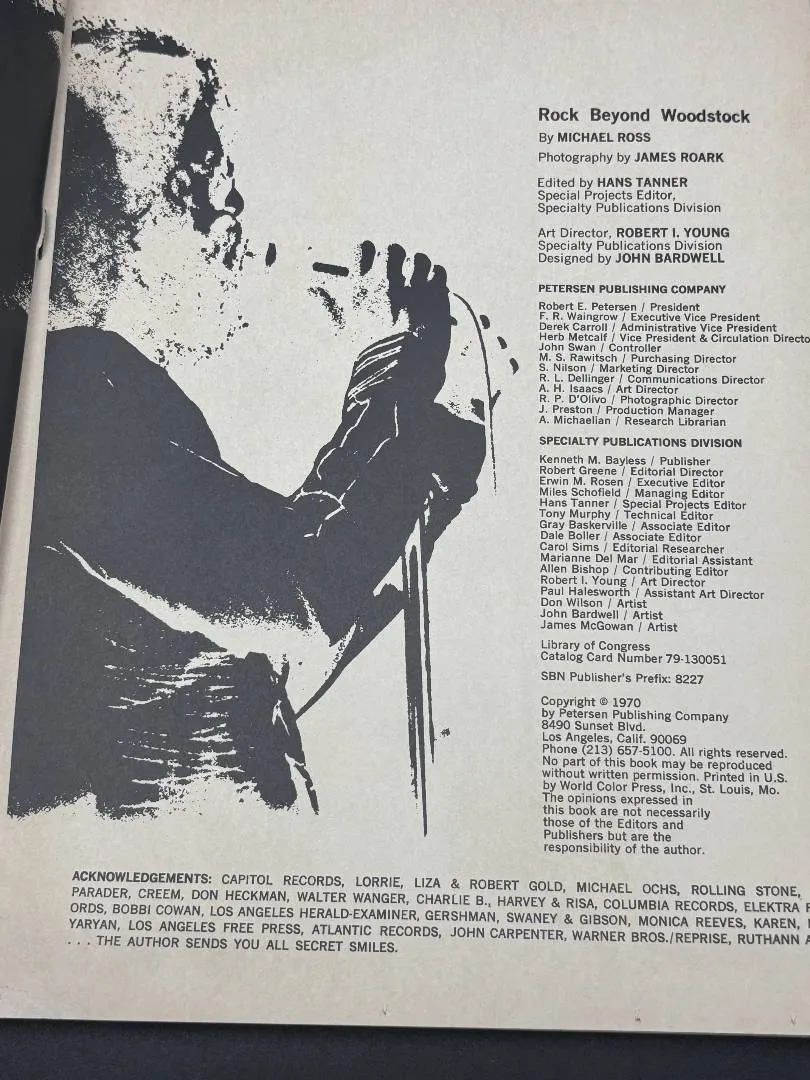 Rock Beyond Woodstock
By MICHAEL ROSS
Photography by JAMES ROARK
Edited by HANS TANNER
Special Projects Editor,
Specialty Publications Division
Art Director, ROBERT I. YOUNG
Specialty Publications Division
Designed by JOHN BARDWELL
PETERSEN PUBLISHING COMPANY
Robert E. Petersen / President
F. R. Waingrow / Executive Vice President
Derek Carroll / Administrative Vice President
Herb Metcalf / Vice President & Circulation Directo
John Swan / Controller
M. S. Rawitsch / Purchasing Director
S. Nilson / Marketing Director
R. L. Dellinger / Communications Director
A. H. Isaacs / Art Director
R. P. D'Olivo / Photographic Director
J. Preston / Production Manager
A. Michaelian / Research Librarian
SPECIALTY PUBLICATIONS DIVISION
Kenneth M. Bayless / Publisher
Robert Greene / Editorial Director
Erwin M. Rosen / Executive Editor
Miles Schofield / Managing Editor
Hans Tanner / Special Projects Editor
Tony Murphy / Technical Editor
Gray Baskerville / Associate Editor
Dale Boller / Associate Editor
Carol Sims / Editorial Researcher
Marianne Del Mar / Editorial Assistant
Allen Bishop / Contributing Editor
Robert I. Young / Art Director
Paul Halesworth / Assistant Art Director
Don Wilson / Artist
John Bardwell / Artist
James McGowan / Artist
Library of Congress
Catalog Card Number 79-130051
SBN Publisher's Prefix: 8227
Copyright © 1970
by Petersen Publishing Company
8490 Sunset Blvd.
Los Angeles, Calif. 90069
Phone (213) 657-5100. All rights reserved.
No part of this book may be reproduced
without written permission. Printed in U.S.
by World Color Press, Inc., St. Louis, Mo.
The opinions expressed in
this book are not necessarily
those of the Editors and
Publishers but are the
responsibility of the author.
ACKNOWLEDGEMENTS: CAPITOL RECORDS, LORRIE, LIZA & ROBERT GOLD, MICHAEL OCHS, ROLLING STONE,
PARADER, CREEM, DON HECKMAN, WALTER WANGER, CHARLIE B., HARVEY & RISA, COLUMBIA RECORDS, ELEKTRA
ORDS, BOBBI COWAN, LOS ANGELES HERALD-EXAMINER, GERSHMAN, SWANEY & GIBSON, MONICA REEVES, KAREN,
YARYAN, LOS ANGELES FREE PRESS, ATLANTIC RECORDS, JOHN CARPENTER, WARNER BROS./REPRISE, RUTHANN
. . . THE AUTHOR SENDS YOU ALL SECRET SMILES.